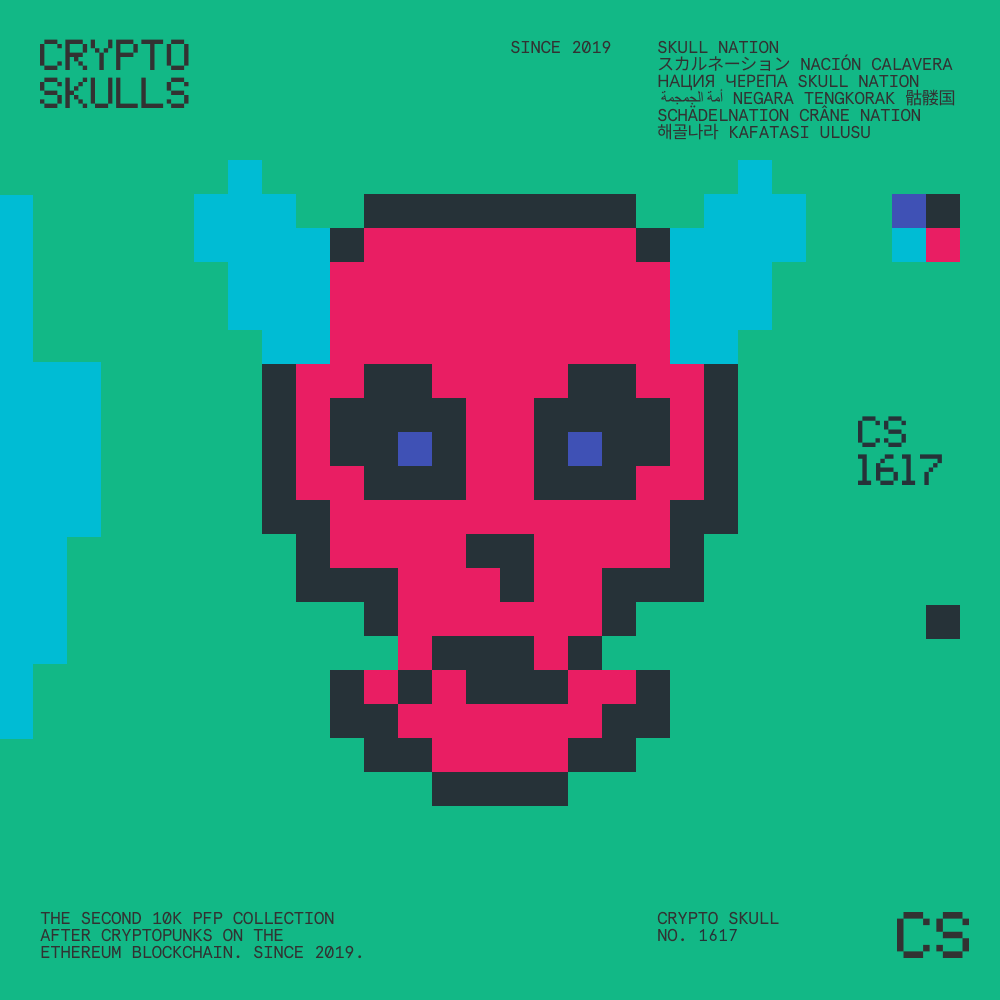 CRYPTO
SKULLS
SINCE 2019
SKULL NATION
スカルネーション NACIÓN CALAVERA
НАЦИЯ ЧЕРЕПА SKULL NATION
أمة الجمجمة NEGARA TENGKORAK 骷髅国
SCHÄDELNATION CRÂNE NATION
해골나라 KAFATASI ULUSU
CS
1617
THE SECOND 10K PFP COLLECTION
AFTER CRYPTOPUNKS ON THE
ETHEREUM BLOCKCHAIN. SINCE 2019.
CRYPTO SKULL
NO. 1617
CS